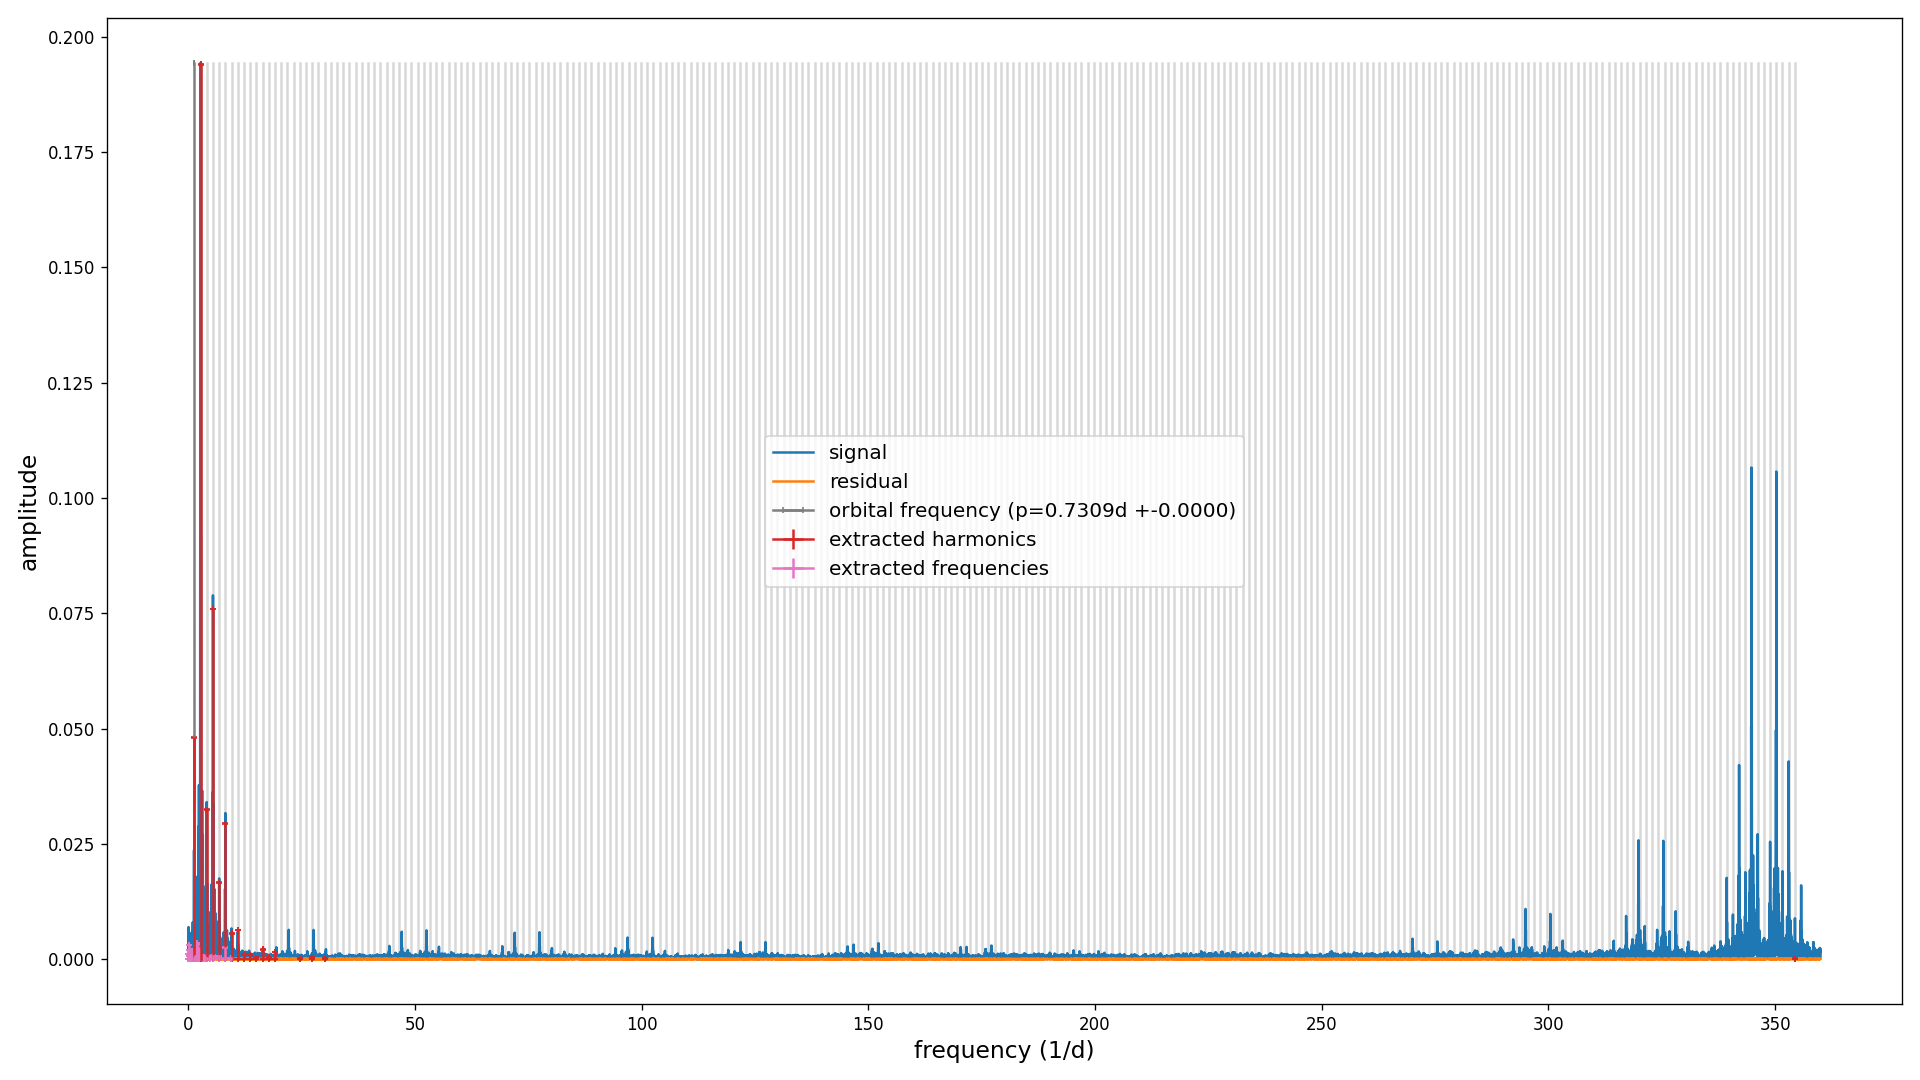 0.200
0.175
0.150
0.125
0.100
0.075
0.050
0.025
0.000
amplitude
signal
residual
orbital frequency (p=0.7309d +-0.0000)
extracted harmonics
extracted frequencies
0 50 100 150 200 250 300 350
frequency (1/d)